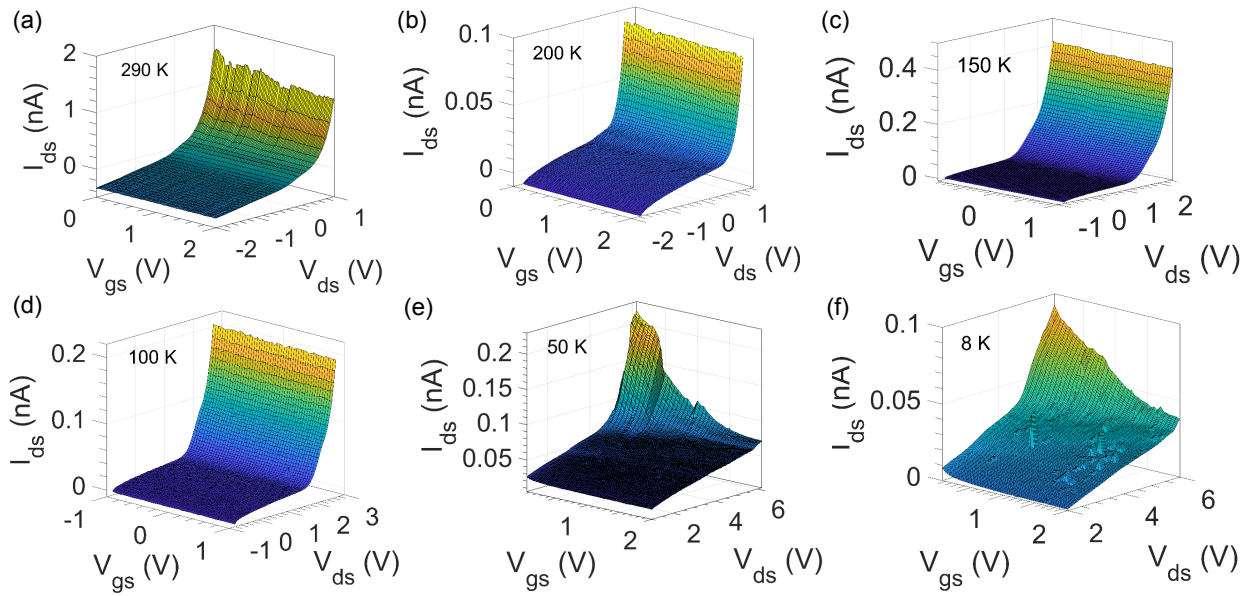 (a)
290 K
2
1
0
I_ds (nA)
0
1
2
V_gs (V)
-2
-1
0
1
V_ds (V)
(b)
200 K
0.1
0.05
0
I_ds (nA)
0
1
2
V_gs (V)
-2
-1
0
1
V_ds (V)
(c)
150 K
0.4
0.2
0
I_ds (nA)
0
1
V_gs (V)
-1
0
1
2
V_ds (V)
(d)
100 K
0.2
0.1
0
I_ds (nA)
-1
0
1
V_gs (V)
-1
0
1
2
3
V_ds (V)
(e)
50 K
0.2
0.15
0.1
0.05
I_ds (nA)
1
2
V_gs (V)
2
4
6
V_ds (V)
(f)
8 K
0.1
0.05
0
I_ds (nA)
1
2
V_gs (V)
2
4
6
V_ds (V)